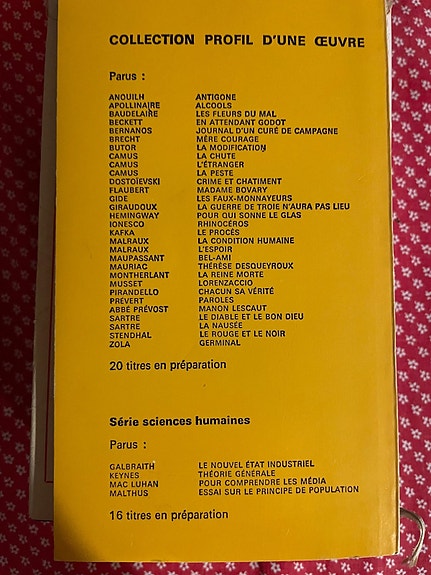 COLLECTION PROFIL D'UNE ŒUVRE
Parus :
ANOUILH ANTIGONE
APOLLINAIRE ALCOOLS
BAUDELAIRE LES FLEURS DU MAL
BECKETT EN ATTENDANT GODOT
BERNANOS JOURNAL D'UN CURÉ DE CAMPAGNE
BRECHT MÈRE COURAGE
BUTOR LA MODIFICATION
CAMUS LA CHUTE
CAMUS L'ÉTRANGER
CAMUS LA PESTE
DOSTOÏEVSKI CRIME ET CHATIMENT
FLAUBERT MADAME BOVARY
GIDE LES FAUX-MONNAYEURS
GIRAUDOUX LA GUERRE DE TROIE N'AURA PAS LIEU
HEMINGWAY POUR QUI SONNE LE GLAS
IONESCO RHINOCÉROS
KAFKA LE PROCÈS
MALRAUX LA CONDITION HUMAINE
MALRAUX L'ESPOIR
MAUPASSANT BEL-AMI
MAURIAC THÉRÈSE DESQUEYROUX
MONTHERLANT LA REINE MORTE
MUSSET LORENZACCIO
PIRANDELLO CHACUN SA VÉRITÉ
PRÉVERT PAROLES
ABBÉ PRÉVOST MANON LESCAUT
SARTRE LE DIABLE ET LE BON DIEU
SARTRE LA NAUSÉE
STENDHAL LE ROUGE ET LE NOIR
ZOLA GERMINAL
20 titres en préparation
Série sciences humaines
Parus :
GALBRAITH LE NOUVEL ÉTAT INDUSTRIEL
KEYNES THÉORIE GÉNÉRALE
MAC LUHAN POUR COMPRENDRE LES MÉDIA
MALTHUS ESSAI SUR LE PRINCIPE DE POPULATION
16 titres en préparation